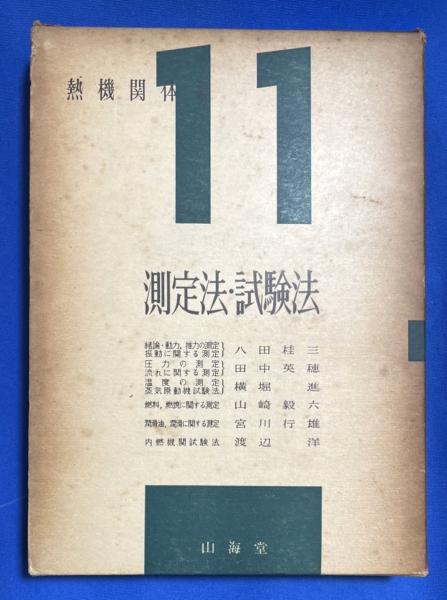 11
熱機関体
測定法・試験法
緒論・動力,推力の測定
振動に関する測定 八田桂三
圧力の測定
流れに関する測定 田中英穂
温度の測定
蒸気原動機試験法 横堀進
燃料,燃焼に関する測定 山崎毅六
潤滑油,潤滑に関する測定 宮川行雄
内燃機関試験法 渡辺洋
山海堂